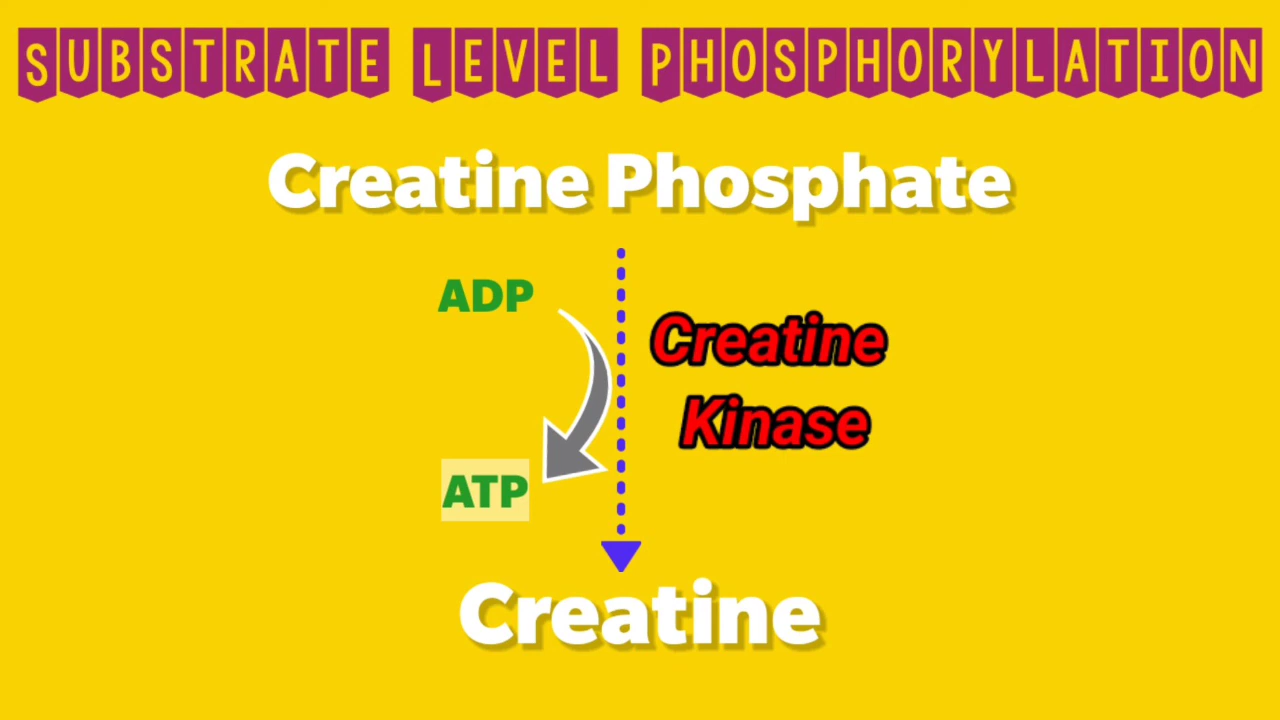 SUBSTRATE LEVEL PHOSPHORYLATION
Creatine Phosphate
ADP
Creatine
Kinase
ATP
Creatine